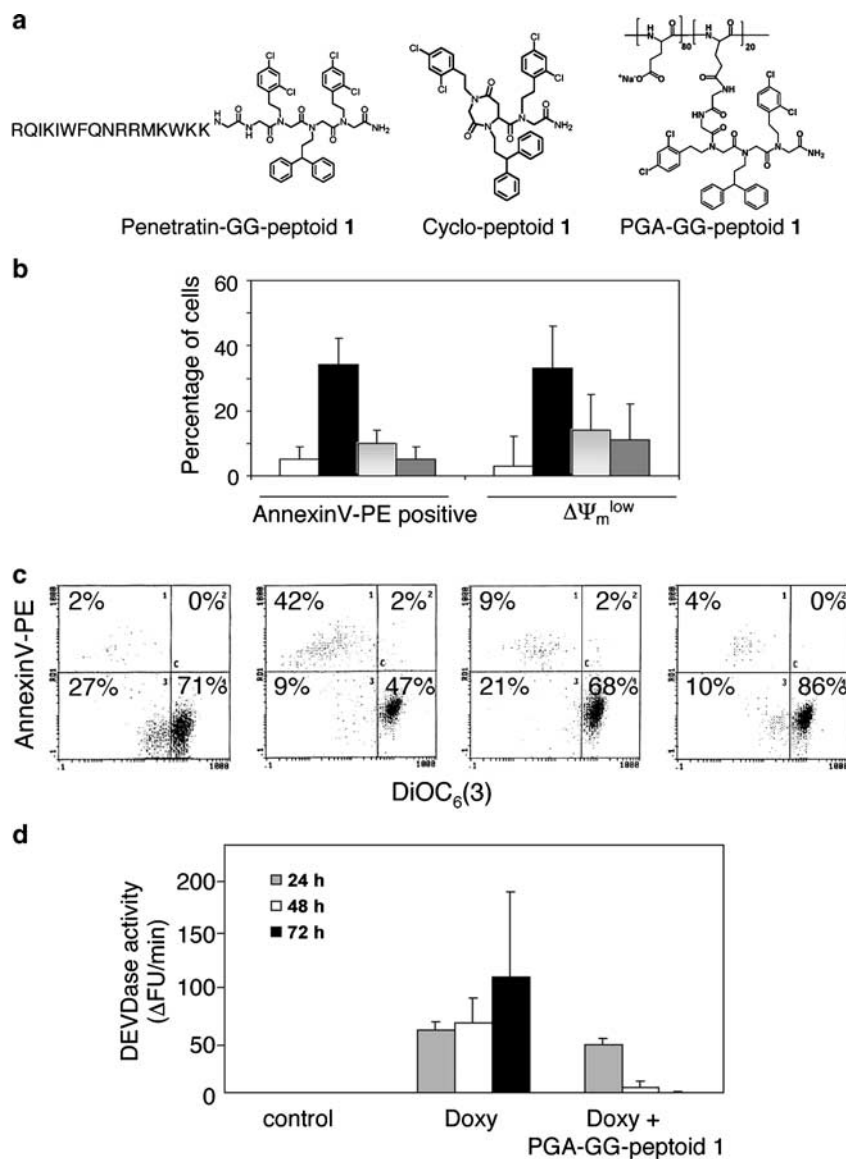 a
RQIKIWFQNRRMKWKK
Penetratin-GG-peptoid 1
Cyclo-peptoid 1
PGA-GG-peptoid 1
b
Percentage of cells
60
40
20
0
AnnexinV-PE positive
ΔΨm low
c
AnnexinV-PE
2% 0%
27% 71%
42% 2%
9% 47%
9% 2%
21% 68%
4% 0%
10% 86%
DiOC6(3)
d
DEVDase activity
(ΔFU/min)
200
150
100
50
0
24 h
48 h
72 h
control
Doxy
Doxy +
PGA-GG-peptoid 1